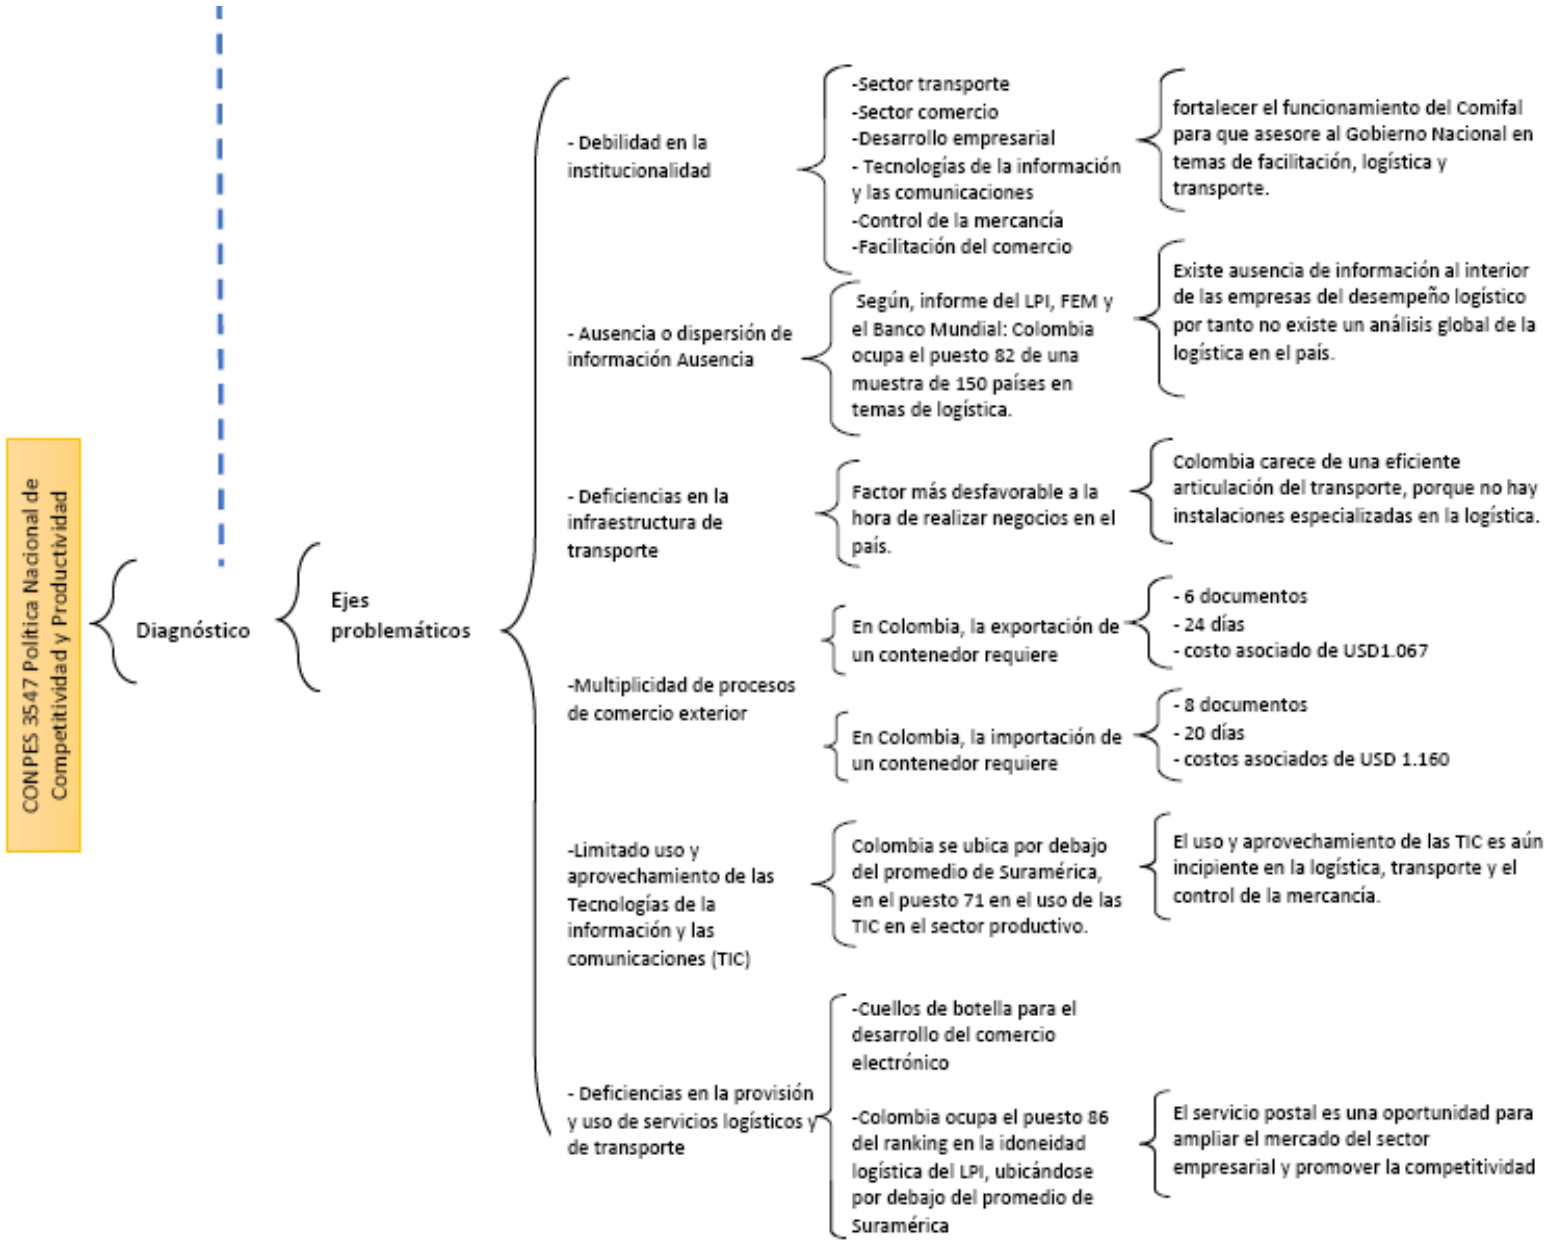 CONPES 3547 Política Nacional de
Competitividad y Productividad
Diagnóstico
Ejes
problemáticos
- Debilidad en la
institucionalidad
-Sector transporte
-Sector comercio
-Desarrollo empresarial
- Tecnologías de la información
y las comunicaciones
-Control de la mercancía
-Facilitación del comercio
fortalecer el funcionamiento del Comifal
para que asesore al Gobierno Nacional en
temas de facilitación, logística y
transporte.
- Ausencia o dispersión de
información Ausencia
Según, informe del LPI, FEM y
el Banco Mundial: Colombia
ocupa el puesto 82 de una
muestra de 150 países en
temas de logística.
Existe ausencia de información al interior
de las empresas del desempeño logístico
por tanto no existe un análisis global de la
logística en el país.
- Deficiencias en la
infraestructura de
transporte
Factor más desfavorable a la
hora de realizar negocios en el
país.
Colombia carece de una eficiente
articulación del transporte, porque no hay
instalaciones especializadas en la logística.
-Multiplicidad de procesos
de comercio exterior
En Colombia, la exportación de
un contenedor requiere
- 6 documentos
- 24 días
- costo asociado de USD1.067
En Colombia, la importación de
un contenedor requiere
- 8 documentos
- 20 días
- costos asociados de USD 1.160
-Limitado uso y
aprovechamiento de las
Tecnologías de la
información y las
comunicaciones (TIC)
Colombia se ubica por debajo
del promedio de Suramérica,
en el puesto 71 en el uso de las
TIC en el sector productivo.
El uso y aprovechamiento de las TIC es aún
incipiente en la logística, transporte y el
control de la mercancía.
- Deficiencias en la provisión
y uso de servicios logísticos y
de transporte
-Cuellos de botella para el
desarrollo del comercio
electrónico
-Colombia ocupa el puesto 86
del ranking en la idoneidad
logística del LPI, ubicándose
por debajo del promedio de
Suramérica
El servicio postal es una oportunidad para
ampliar el mercado del sector
empresarial y promover la competitividad